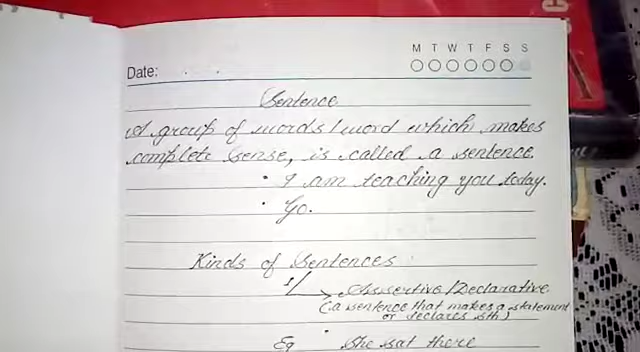 M T W T F S S
Date:
Sentence
A group of words / word which makes
complete sense, is called a sentence.
• I am teaching you today.
• Go.
Kinds of Sentences
1/ → Assertive/Declarative
(a sentence that makes a statement
or declares sth)
Eg • She sat there